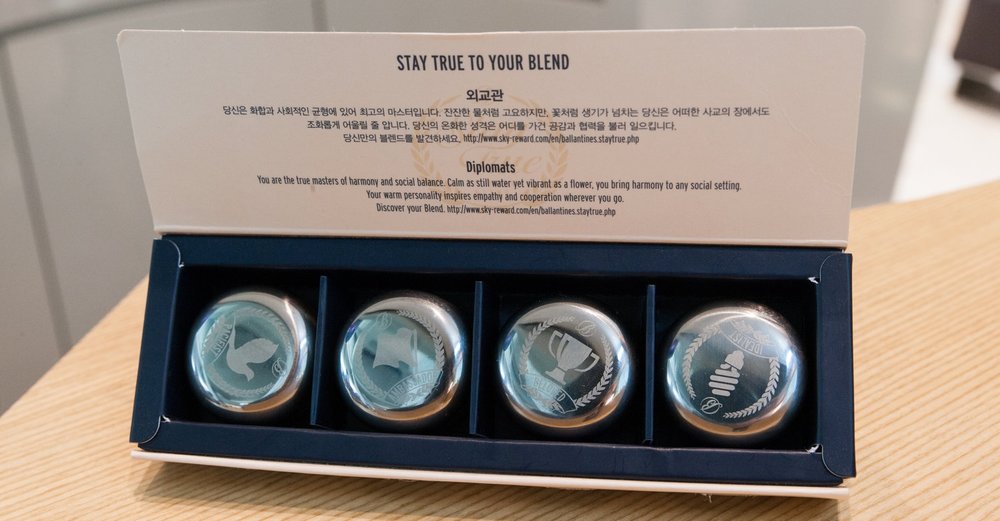 STAY TRUE TO YOUR BLEND
외교관
당신은 화합과 사회적인 균형에 있어 최고의 마스터입니다. 잔잔한 물처럼 고요하지만, 꽃처럼 생기가 넘치는 당신은 어떠한 사교의 장에서도
조화롭게 어울릴 줄 압니다. 당신의 온화한 성격은 어디를 가건 공감과 협력을 불러 일으킵니다.
당신만의 블렌드를 발견하세요. http://www.sky-reward.com/en/ballantines.staytrue.php
true
Diplomats
You are the true masters of harmony and social balance. Calm as still water yet vibrant as a flower, you bring harmony to any social setting.
Your warm personality inspires empathy and cooperation wherever you go.
Discover your Blend. http://www.sky-reward.com/en/ballantines.staytrue.php